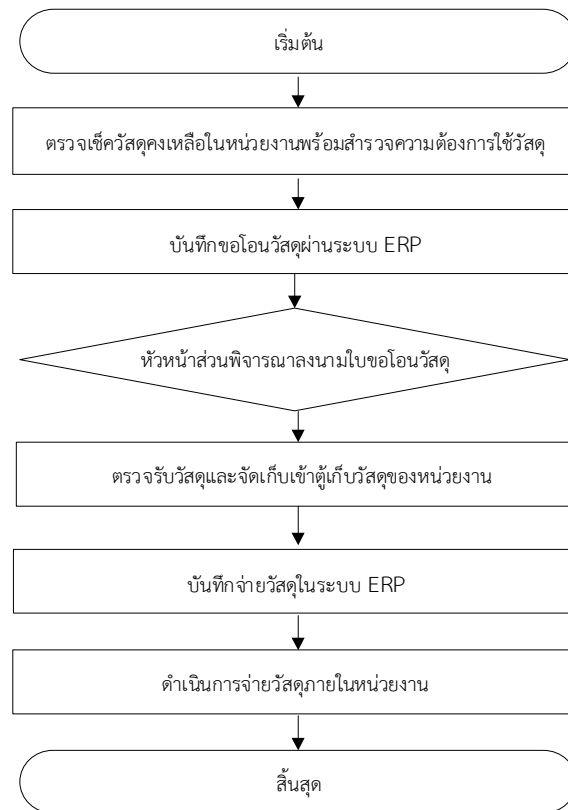 เริ่มต้น
ตรวจเช็ควัสดุคงเหลือในหน่วยงานพร้อมสำรวจความต้องการใช้วัสดุ
บันทึกขอโอนวัสดุผ่านระบบ ERP
หัวหน้าส่วนพิจารณาลงนามใบขอโอนวัสดุ
ตรวจรับวัสดุและจัดเก็บเข้าตู้เก็บวัสดุของหน่วยงาน
บันทึกจ่ายวัสดุในระบบ ERP
ดำเนินการจ่ายวัสดุภายในหน่วยงาน
สิ้นสุด